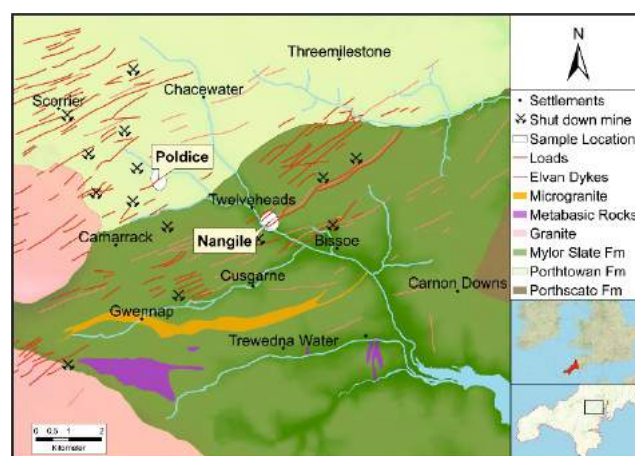 Threemilestone
Scorrier
Chacewater
Poldice
Twelveheads
Nangile
Camarrack
Bissoe
Cusgarne
Carnon Downs
Gwennap
Trewedna Water
0 0.5 1 2
Kilometer
N
Settlements
Shut down mine
Sample Location
Loads
Elvan Dykes
Microgranite
Metabasic Rocks
Granite
Mylor Slate Fm
Porthtowan Fm
Porthscato Fm